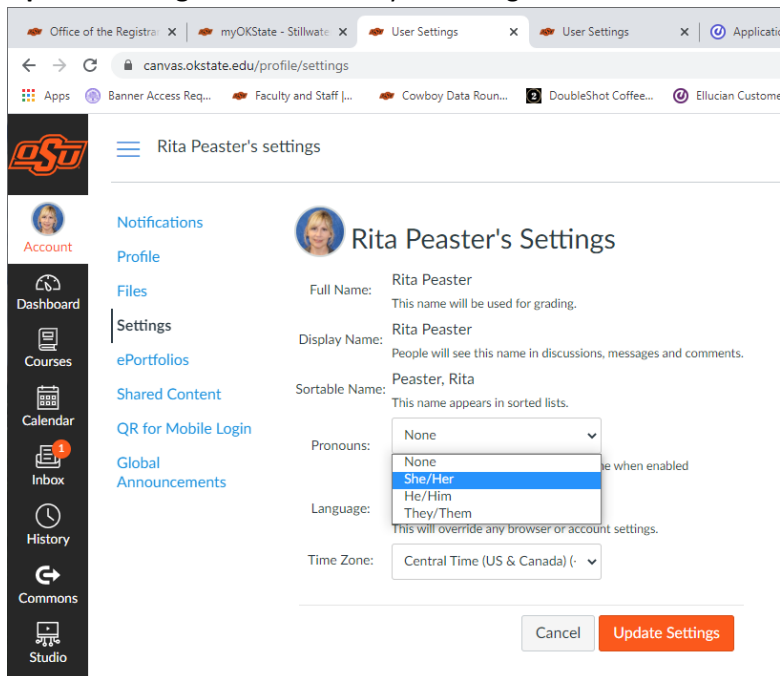 Office of the Registrar
myOKState - Stillwate
User Settings
User Settings
Applicatio
canvas.okstate.edu/profile/settings
Apps
Banner Access Req...
Faculty and Staff |...
Cowboy Data Roun...
DoubleShot Coffee...
Ellucian Custome
OSU
Rita Peaster's settings
Account
Dashboard
Courses
Calendar
1
Inbox
History
Commons
Studio
Notifications
Profile
Files
Settings
ePortfolios
Shared Content
QR for Mobile Login
Global
Announcements
Rita Peaster's Settings
Full Name:
Rita Peaster
This name will be used for grading.
Display Name:
Rita Peaster
People will see this name in discussions, messages and comments.
Sortable Name:
Peaster, Rita
This name appears in sorted lists.
Pronouns:
None
None
She/Her
He/Him
They/Them
e when enabled
Language:
This will override any browser or account settings.
Time Zone:
Central Time (US & Canada) (-
Cancel
Update Settings